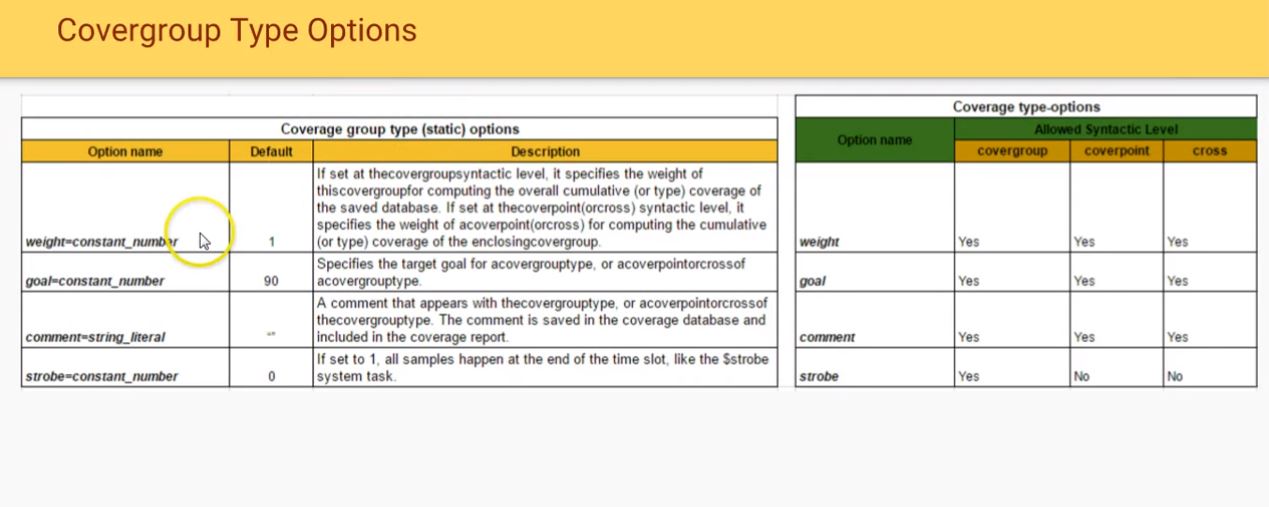 Covergroup Type Options
Coverage group type (static) options
Option name Default Description
If set at thecovergroupsyntactic level, it specifies the weight of
thiscovergroupfor computing the overall cumulative (or type) coverage of
the saved database. If set at thecoverpoint(orcross) syntactic level, it
specifies the weight of acoverpoint(orcross) for computing the cumulative
weight=constant_number 1 (or type) coverage of the enclosingcovergroup.
Specifies the target goal for acovergrouptype, or acoverpointorcrossof
goal=constant_number 90 acovergrouptype.
A comment that appears with thecovergrouptype, or acoverpointorcrossof
thecovergrouptype. The comment is saved in the coverage database and
comment=string_literal "" included in the coverage report.
If set to 1, all samples happen at the end of the time slot, like the $strobe
strobe=constant_number 0 system task.
Coverage type-options
Option name Allowed Syntactic Level
covergroup coverpoint cross
weight Yes Yes Yes
goal Yes Yes Yes
comment Yes Yes Yes
strobe Yes No No